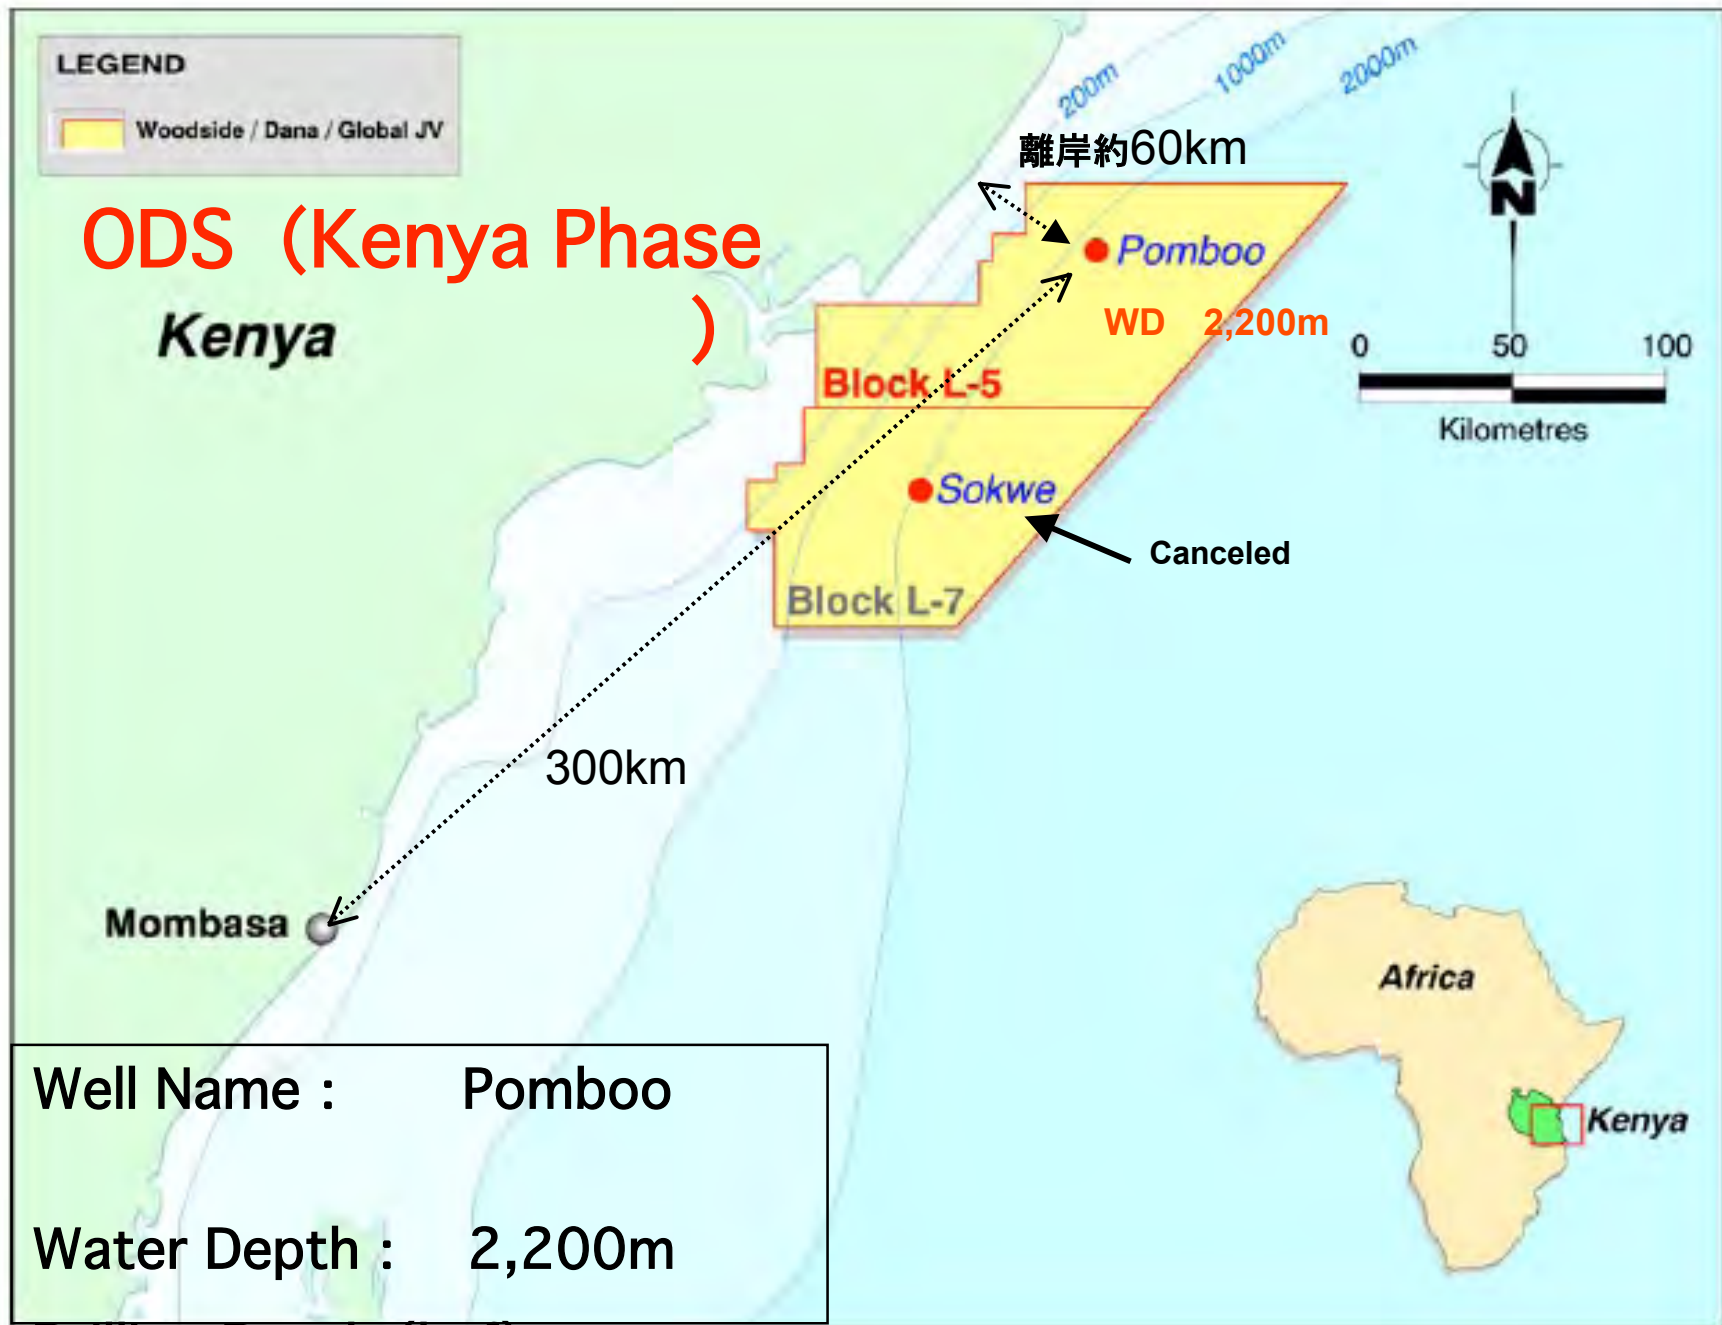 LEGEND
Woodside / Dana / Global JV
200m
1000m
2000m
離岸約60km
N
ODS (Kenya Phase
)
Kenya
Pomboo
WD 2,200m
0 50 100
Kilometres
Block L-5
Sokwe
Canceled
Block L-7
300km
Mombasa
Africa
Kenya
Well Name : Pomboo
Water Depth : 2,200m